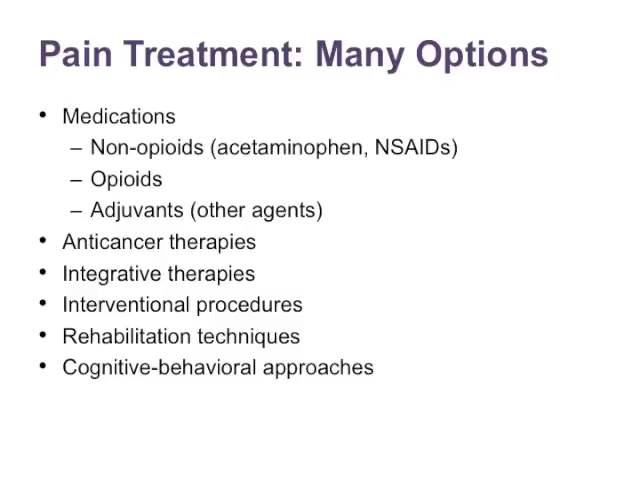 Pain Treatment: Many Options
• Medications
– Non-opioids (acetaminophen, NSAIDs)
– Opioids
– Adjuvants (other agents)
• Anticancer therapies
• Integrative therapies
• Interventional procedures
• Rehabilitation techniques
• Cognitive-behavioral approaches